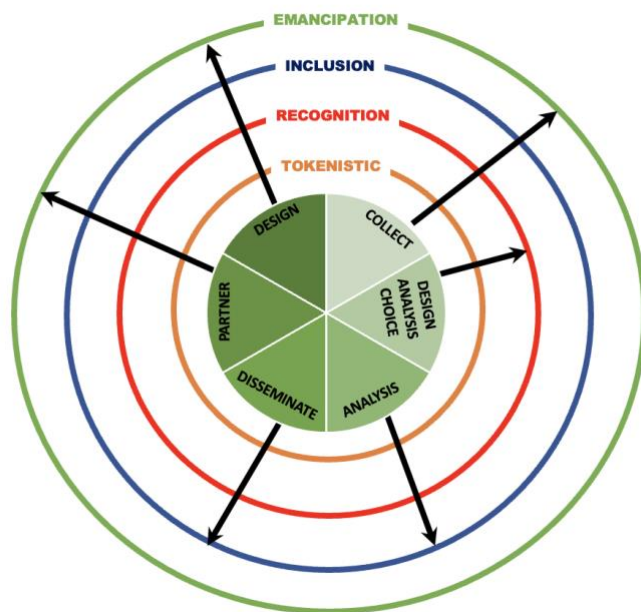 EMANCIPATION
INCLUSION
RECOGNITION
TOKENISTIC
DESIGN
COLLECT
PARTNER
DESIGN
ANALYSIS
CHOICE
DISSEMINATE
ANALYSIS